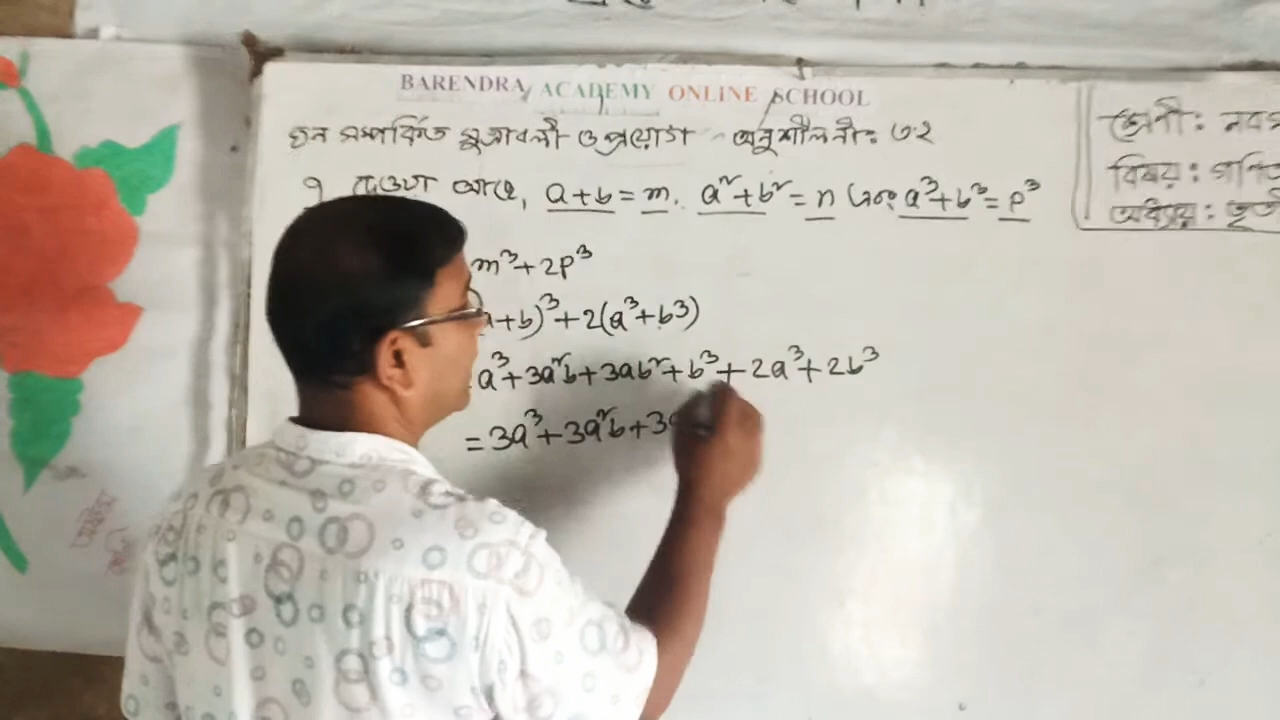 BARENDRA ACADEMY ONLINE SCHOOL
ঘন সম্পর্কিত সূত্রাবলী ও প্রয়োগ অনুশীলনী: ৩.২
৭ দেওয়া আছে, a+b=m, a²+b²=n এবং a³+b³=p³
m³+2p³
+b)³+2(a³+b³)
a³+3a²b+3ab²+b³+2a³+2b³
=3a³+3a²b+3
শ্রেণী: নবম
বিষয়: গণিত
অধ্যায়: